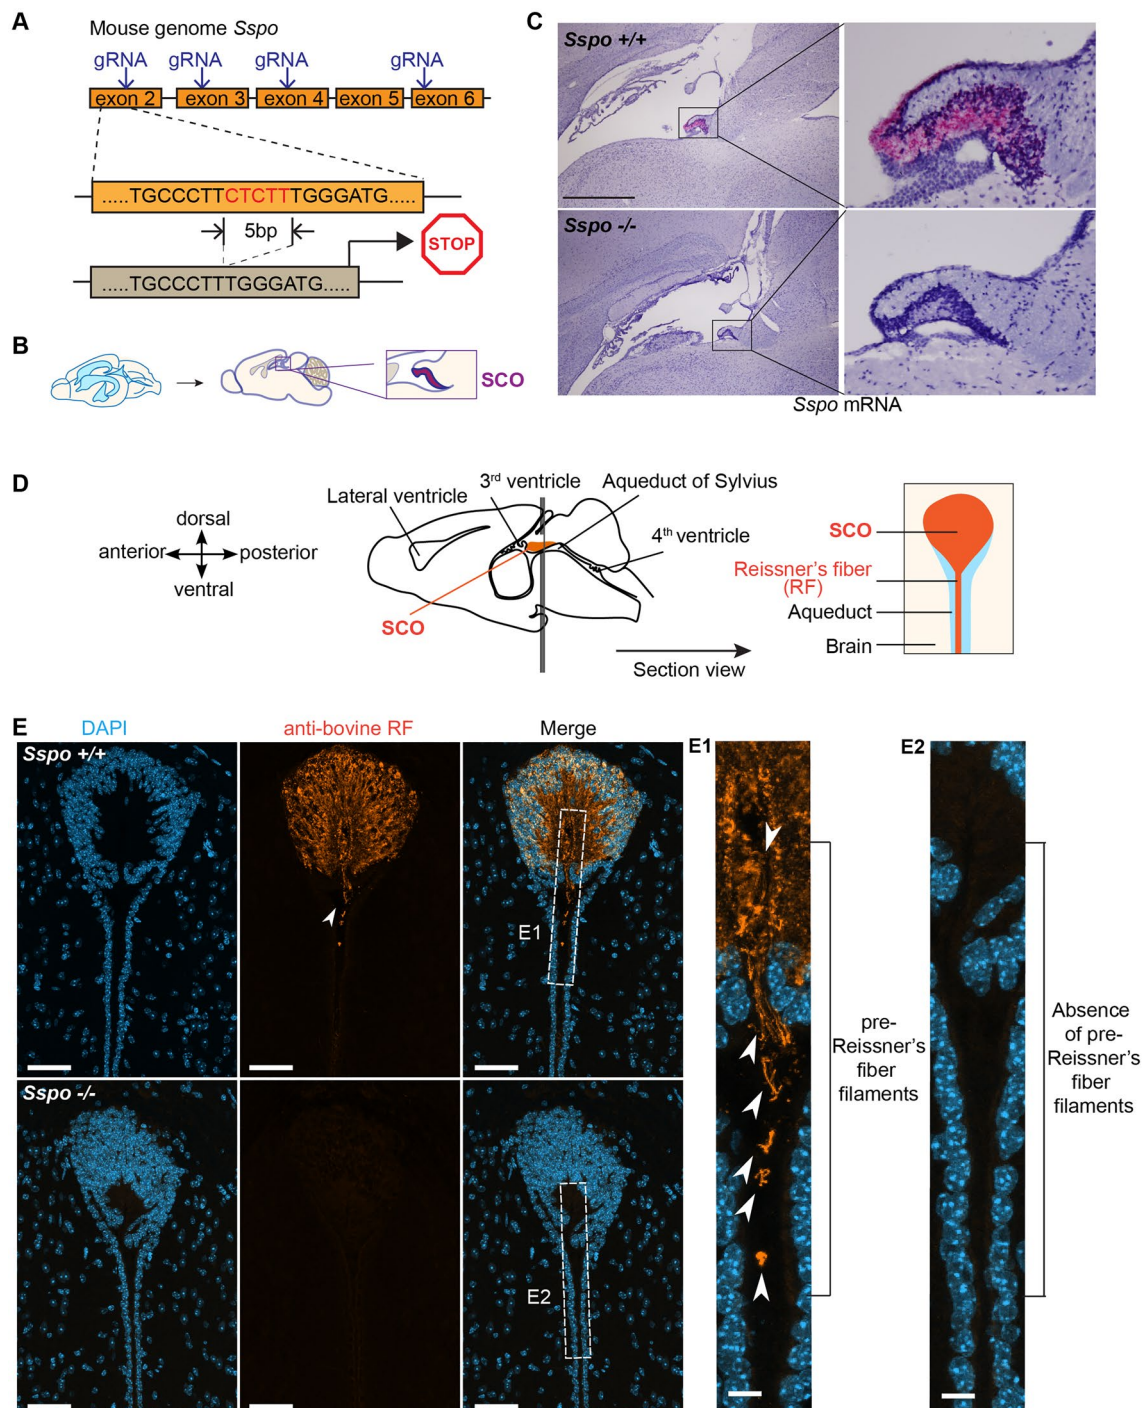 A
Mouse genome Sspo
gRNA gRNA gRNA gRNA
exon 2 exon 3 exon 4 exon 5 exon 6
.....TGCCCTTCTCTTTGGGATG.....
5bp
STOP
.....TGCCCTTTGGGATG.....
B
SCO
C
Sspo +/+
Sspo -/-
Sspo mRNA
D
dorsal
anterior posterior
ventral
Lateral ventricle
3rd ventricle
Aqueduct of Sylvius
4th ventricle
SCO
Section view
SCO
Reissner's fiber
(RF)
Aqueduct
Brain
E
DAPI anti-bovine RF Merge
Sspo +/+
E1
Sspo -/-
E2
E1
pre-
Reissner's
fiber
filaments
E2
Absence
of pre-
Reissner's
fiber
filaments